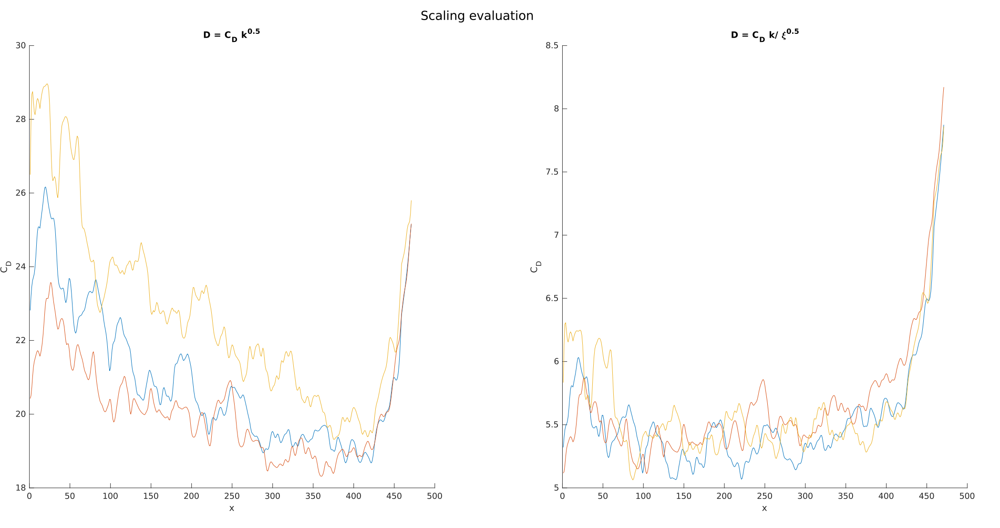 Scaling evaluation
D = C_D k^0.5
30
28
26
24
22
20
18
C_D
0 50 100 150 200 250 300 350 400 450 500
x
D = C_D k/ ξ^0.5
8.5
8
7.5
7
6.5
6
5.5
5
C_D
0 50 100 150 200 250 300 350 400 450 500
x